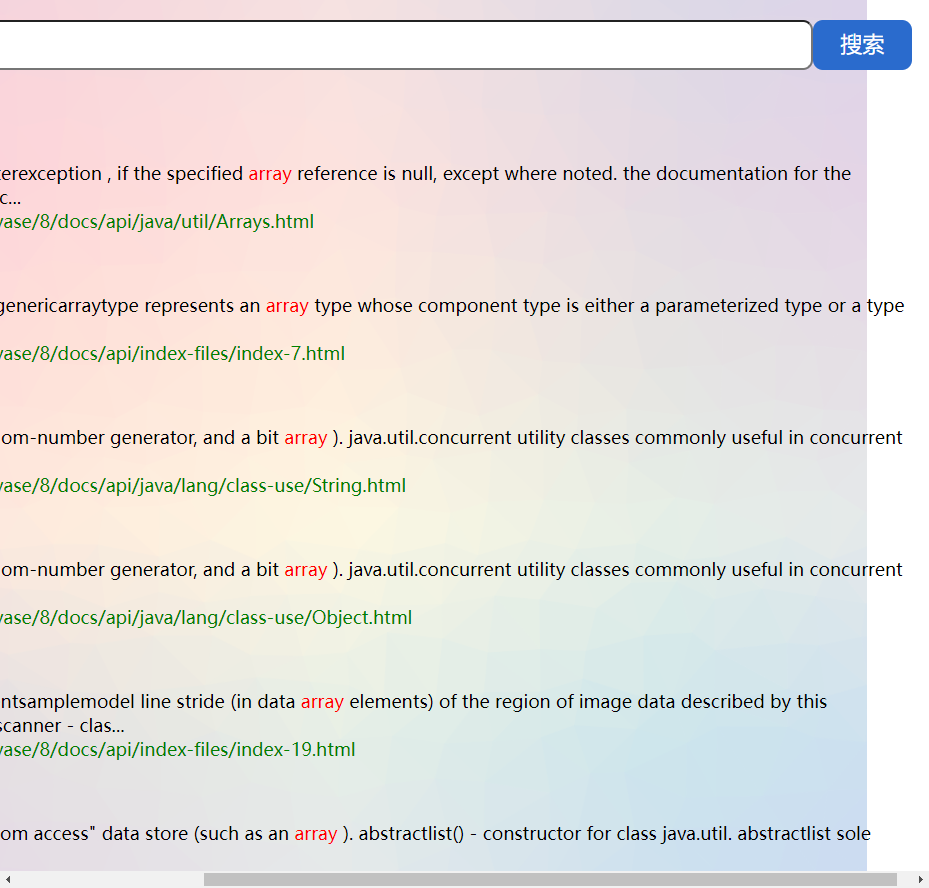 搜索
erexception , if the specified array reference is null, except where noted. the documentation for the
c...
vase/8/docs/api/java/util/Arrays.html
genericarraytype represents an array type whose component type is either a parameterized type or a type
vase/8/docs/api/index-files/index-7.html
om-number generator, and a bit array ). java.util.concurrent utility classes commonly useful in concurrent
vase/8/docs/api/java/lang/class-use/String.html
om-number generator, and a bit array ). java.util.concurrent utility classes commonly useful in concurrent
vase/8/docs/api/java/lang/class-use/Object.html
ntsamplemodel line stride (in data array elements) of the region of image data described by this
scanner - clas...
vase/8/docs/api/index-files/index-19.html
om access" data store (such as an array ). abstractlist() - constructor for class java.util. abstractlist sole